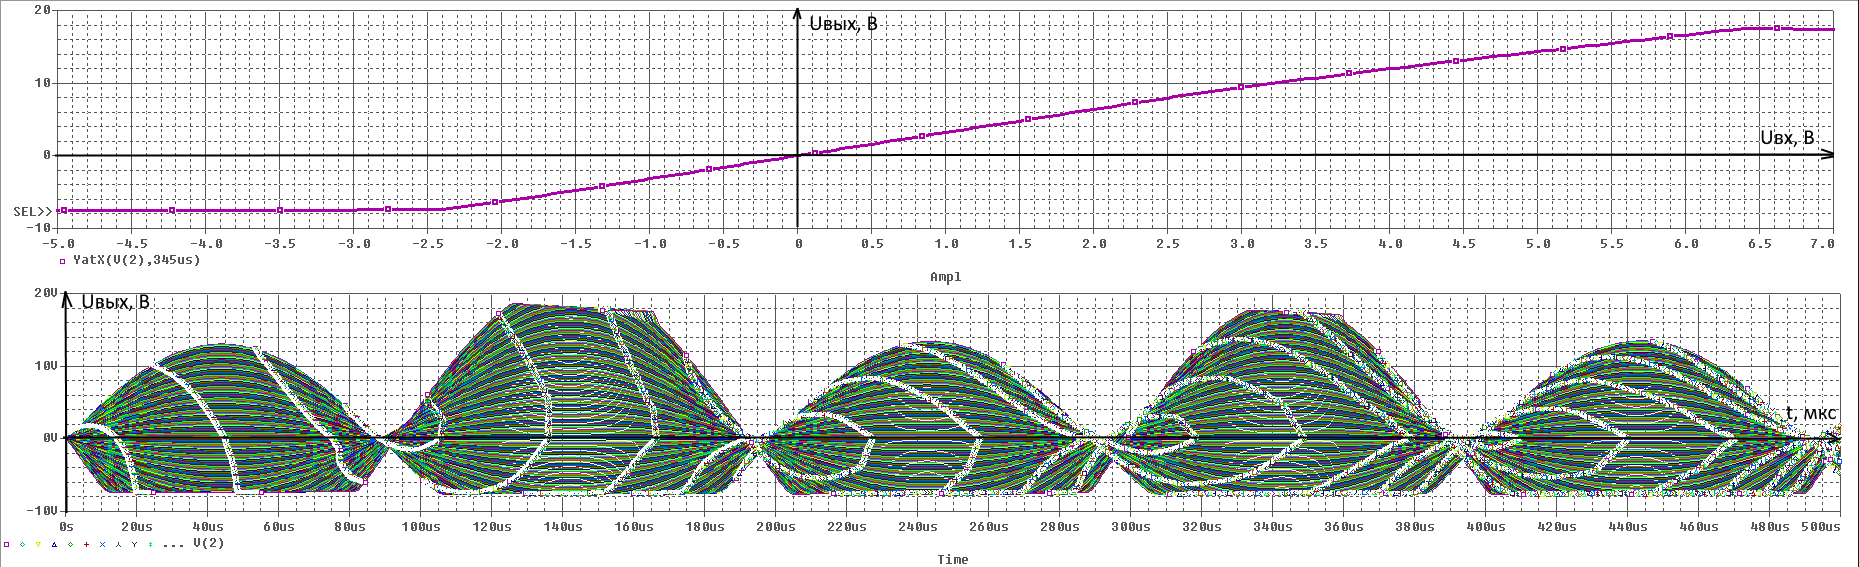 20
Uвых, В
10
Uвх, В
0
SEL>>
-10
-5.0 -4.5 -4.0 -3.5 -3.0 -2.5 -2.0 -1.5 -1.0 -0.5 0 0.5 1.0 1.5 2.0 2.5 3.0 3.5 4.0 4.5 5.0 5.5 6.0 6.5 7.0
YatX(V(2),345us)
Ampl
20V
Uвых, В
10V
t, мкс
0V
-10V
0s 20us 40us 60us 80us 100us 120us 140us 160us 180us 200us 220us 240us 260us 280us 300us 320us 340us 360us 380us 400us 420us 440us 460us 480us 500us
... V(2)
Time